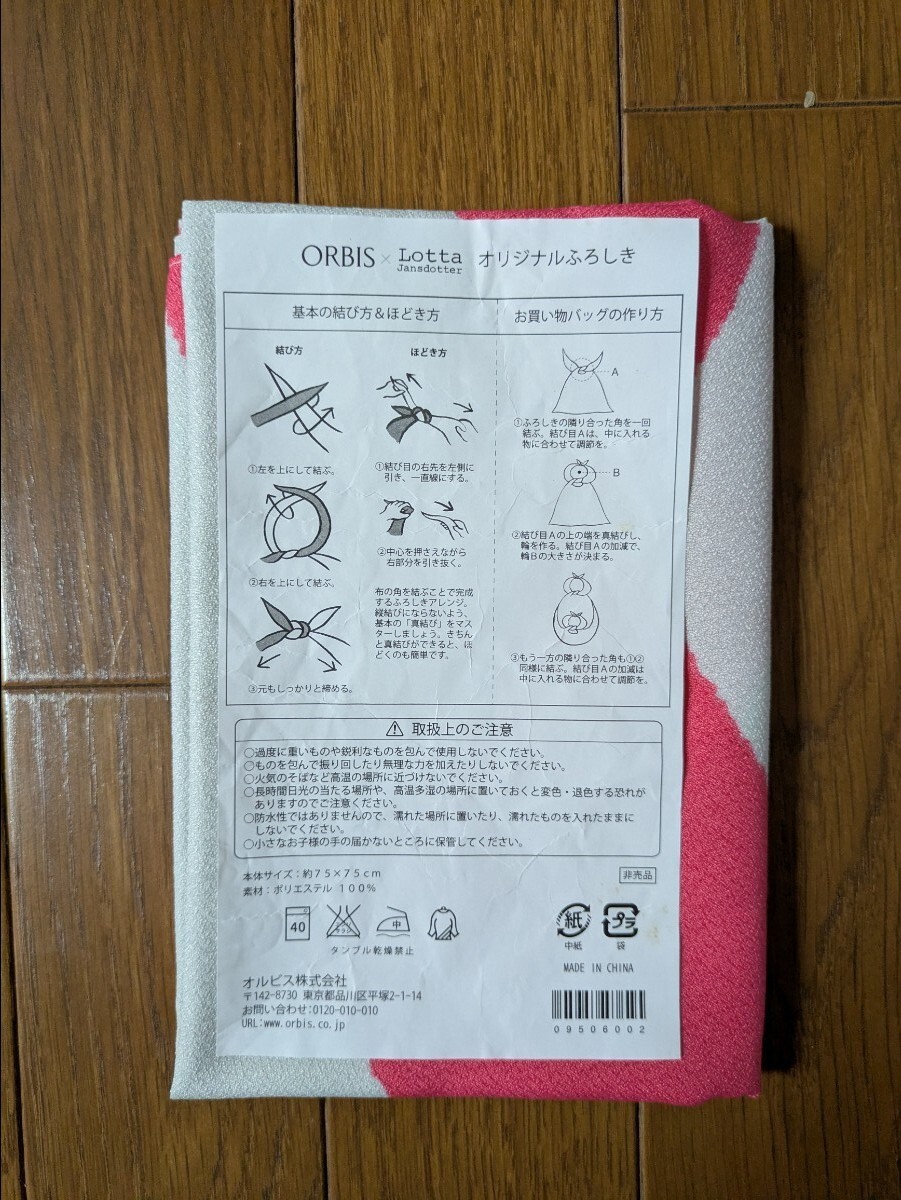 ORBIS × Lotta Jansdotter オリジナルふろしき
基本の結び方＆ほどき方
結び方
①左を上にして結ぶ。
②右を上にして結ぶ。
③元もしっかりと締める。
ほどき方
①結び目の右先を左側に
引き、一直線にする。
②中心を押さえながら
右部分を引き抜く。
布の角を結ぶことで完成
するふろしきアレンジ。
縦結びにならないよう、
基本の「真結び」をマス
ターしましょう。きちん
と真結びができると、ほ
どくのも簡単です。
お買い物バッグの作り方
A
①ふろしきの隣り合った角を一回
結ぶ。結び目Aは、中に入れる
物に合わせて調節を。
B
②結び目Aの上の端を真結びし、
輪を作る。結び目Aの加減で、
輪Bの大きさが決まる。
③もう一方の隣り合った角も①②
同様に結ぶ。結び目Aの加減は
中に入れる物に合わせて調節を。
取扱上のご注意
○過度に重いものや鋭利なものを包んで使用しないでください。
○ものを包んで振り回したり無理な力を加えたりしないでください。
○火気のそばなど高温の場所に近づけないでください。
○長時間日光の当たる場所や、高温多湿の場所に置いておくと変色・退色する恐れが
ありますのでご注意ください。
○防水性ではありませんので、濡れた場所に置いたり、濡れたものを入れたままに
しないでください。
○小さなお子様の手の届かないところに保管してください。
本体サイズ：約75×75cm
素材：ポリエステル 100%
非売品
40
中
タンブル乾燥禁止
紙
中紙
プラ
袋
MADE IN CHINA
オルビス株式会社
〒142-8730 東京都品川区平塚2-1-14
お問い合わせ：0120-010-010
URL：www.orbis.co.jp
09506002